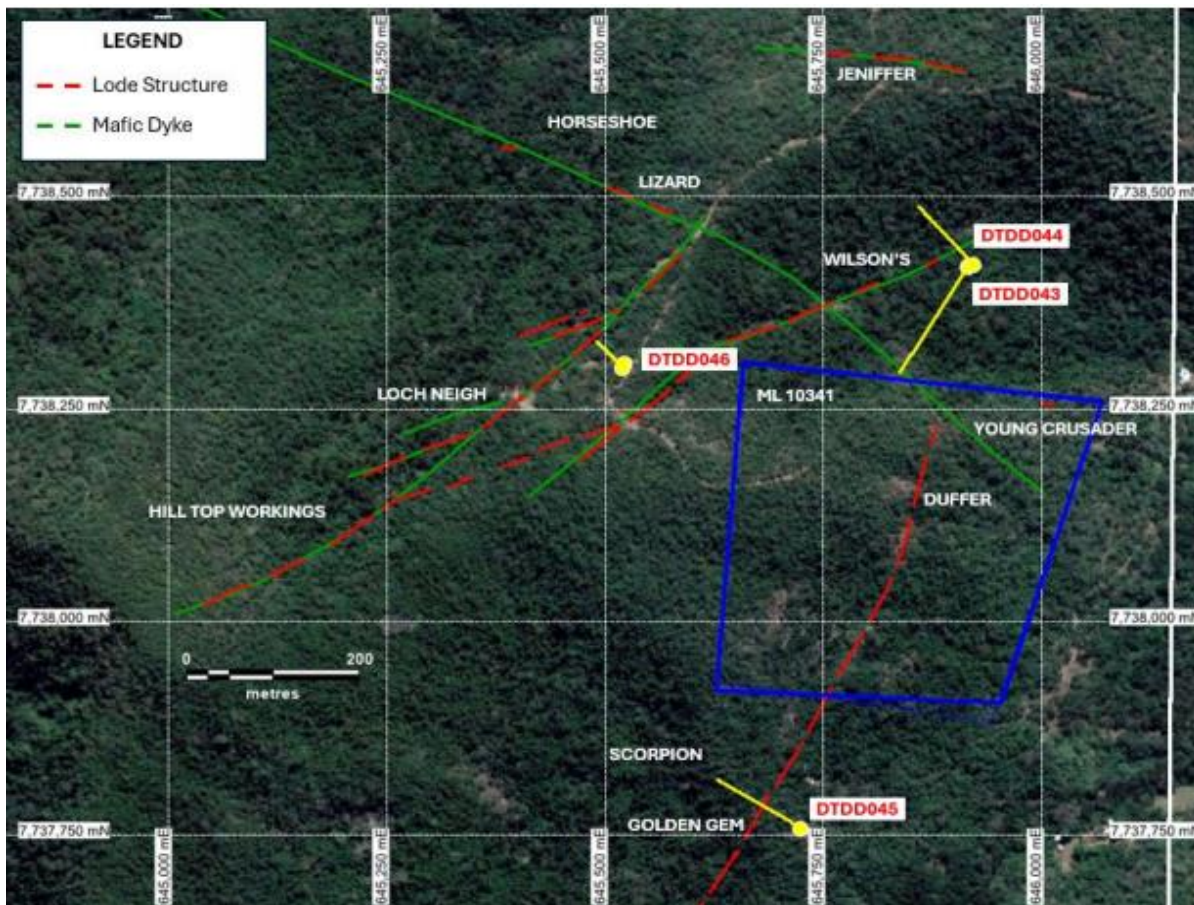 LEGEND
Lode Structure
Mafic Dyke
645,250 mE
645,500 mE
645,750 mE
646,000 mE
JENIFFER
HORSESHOE
LIZARD
7,738,500 mN
7,738,500 mN
DTDD044
WILSON'S
DTDD043
DTDD046
LOCH NEIGH
ML 10341
7,738,250 mN
7,738,250 mN
YOUNG CRUSADER
DUFFER
HILL TOP WORKINGS
7,738,000 mN
7,738,000 mN
0 200
metres
SCORPION
DTDD045
GOLDEN GEM
7,737,750 mN
7,737,750 mN
645,000 mE
645,250 mE
645,500 mE
645,750 mE
646,000 mE